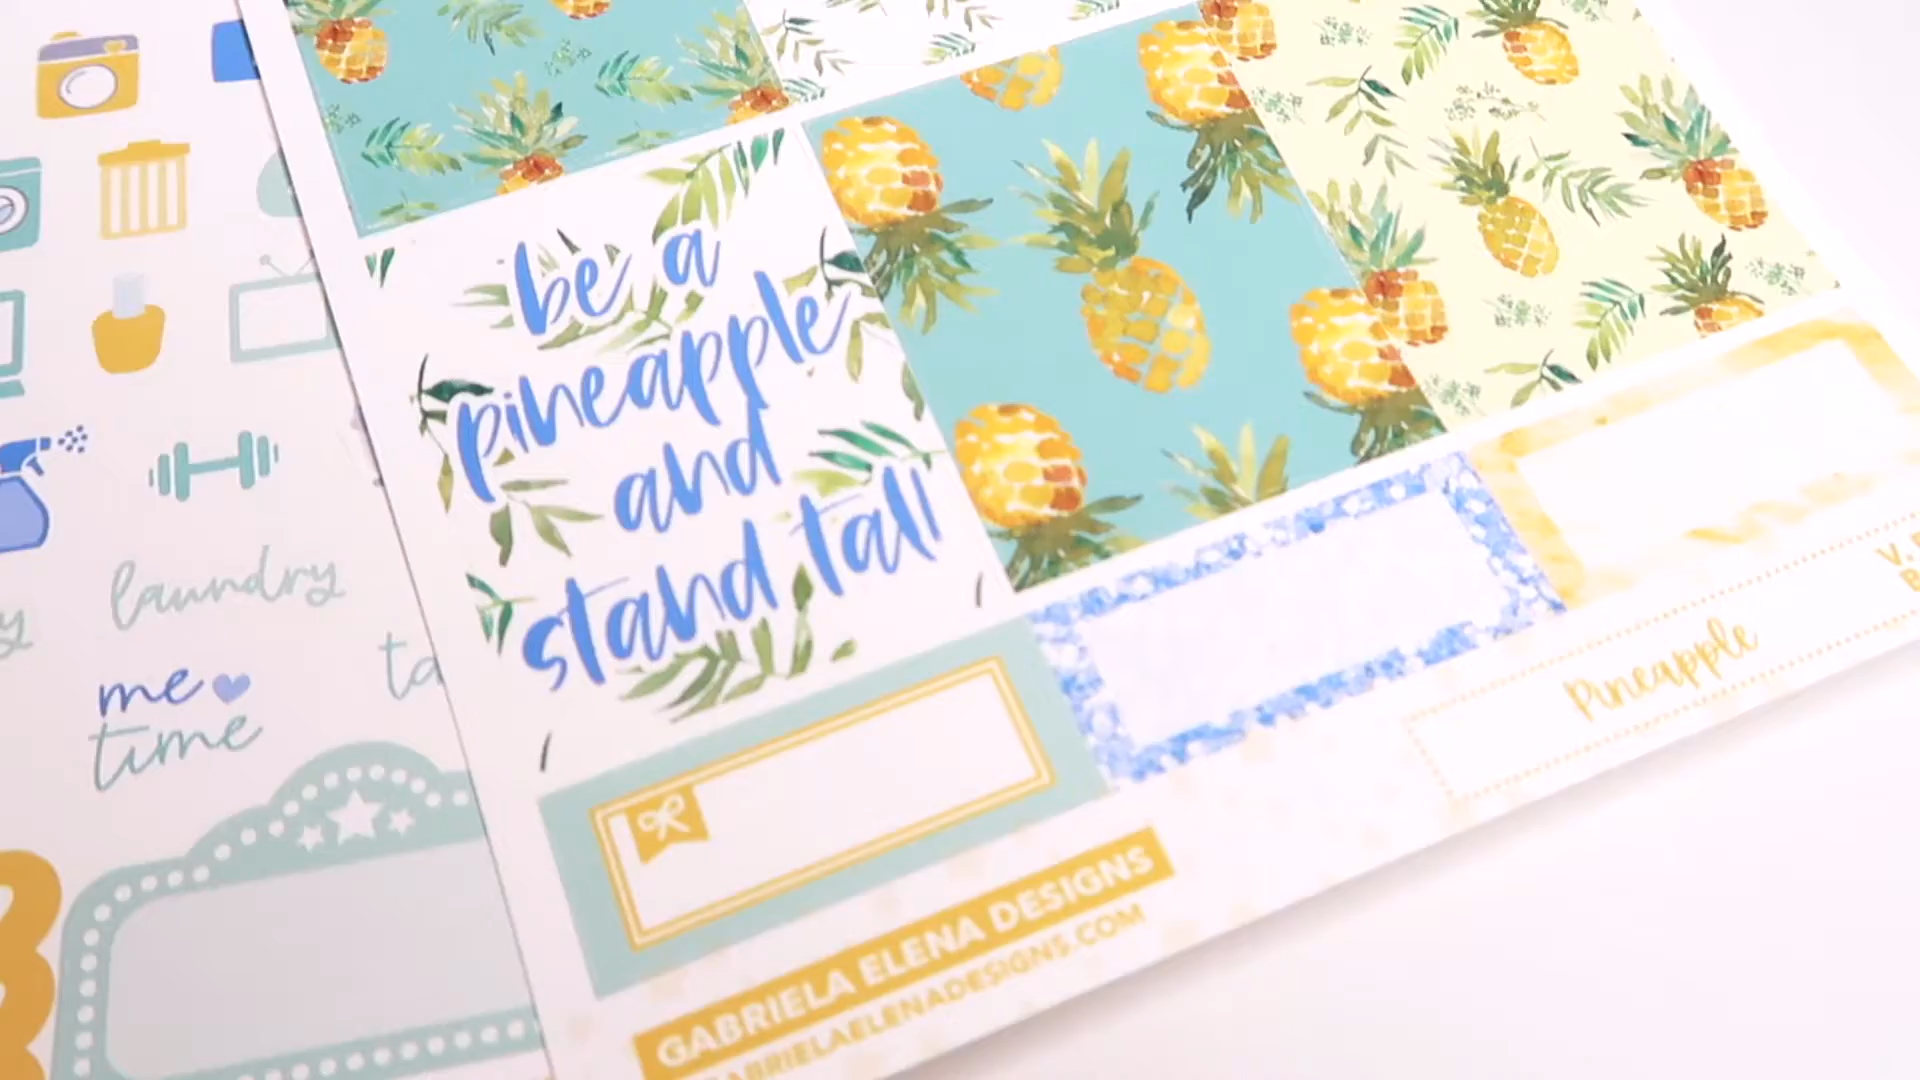 be a
pineapple
and
stand tall
laundry
me
time
Pineapple
GABRIELA ELENA DESIGNS